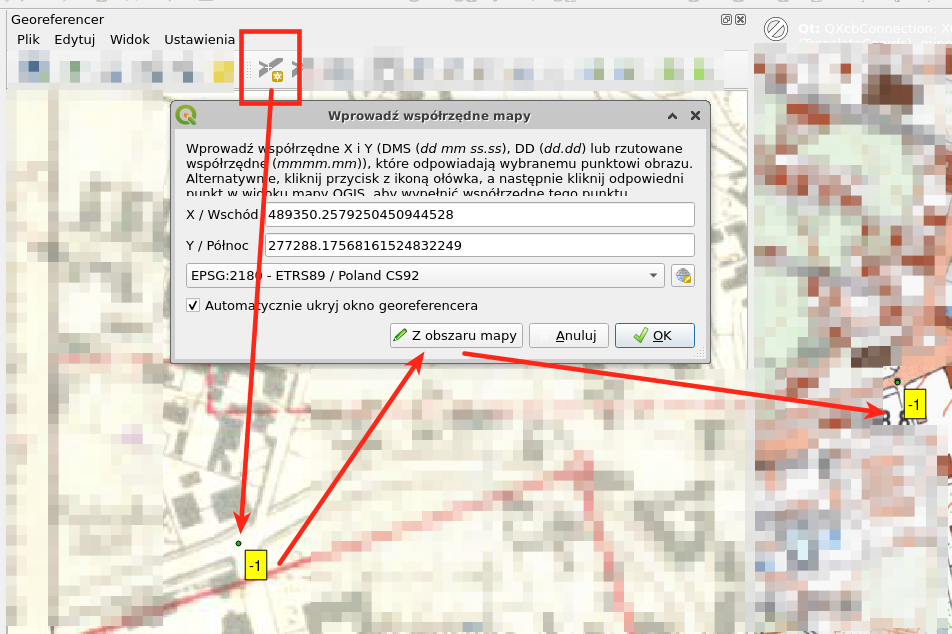 Georeferencer
Qt: QXcbConnection: X
Plik Edytuj Widok Ustawienia
Wprowadź współrzędne mapy
Wprowadź współrzędne X i Y (DMS (dd mm ss.ss), DD (dd.dd) lub rzutowane
współrzędne (mmmm.mm)), które odpowiadają wybranemu punktowi obrazu.
Alternatywnie, kliknij przycisk z ikoną ołówka, a następnie kliknij odpowiedni
punkt w widoku mapy QGIS, aby wypełnić współrzędne tego punktu.
X / Wschód 489350.2579250450944528
Y / Północ 277288.17568161524832249
EPSG:2180 - ETRS89 / Poland CS92
Automatycznie ukryj okno georeferencera
Z obszaru mapy Anuluj OK
-1
-1